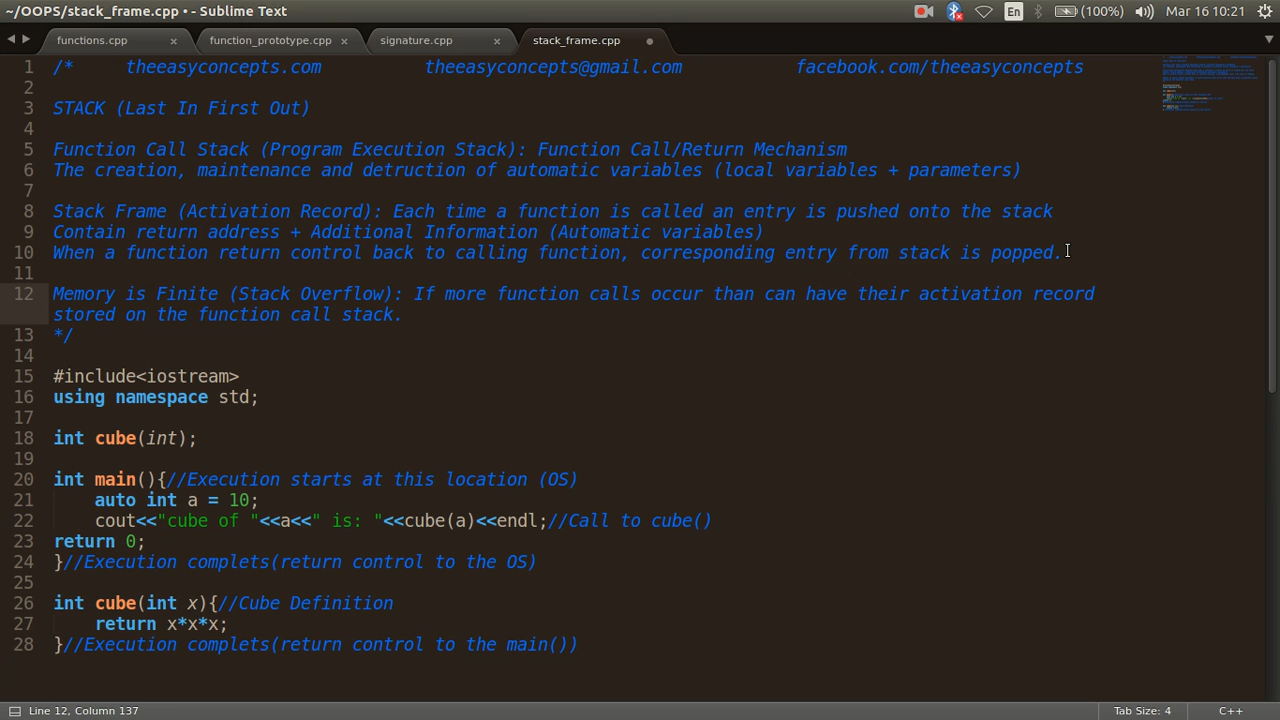 ~/OOPS/stack_frame.cpp • - Sublime Text
En
(100%)
Mar 16 10:21
functions.cpp
function_prototype.cpp
signature.cpp
stack_frame.cpp
1 /* theeasyconcepts.com theeasyconcepts@gmail.com facebook.com/theeasyconcepts
2
3 STACK (Last In First Out)
4
5 Function Call Stack (Program Execution Stack): Function Call/Return Mechanism
6 The creation, maintenance and detruction of automatic variables (local variables + parameters)
7
8 Stack Frame (Activation Record): Each time a function is called an entry is pushed onto the stack
9 Contain return address + Additional Information (Automatic variables)
10 When a function return control back to calling function, corresponding entry from stack is popped.
11
12 Memory is Finite (Stack Overflow): If more function calls occur than can have their activation record
stored on the function call stack.
13 */
14
15 #include<iostream>
16 using namespace std;
17
18 int cube(int);
19
20 int main(){//Execution starts at this location (OS)
21 auto int a = 10;
22 cout<<"cube of "<<a<<" is: "<<cube(a)<<endl;//Call to cube()
23 return 0;
24 }//Execution complets(return control to the OS)
25
26 int cube(int x){//Cube Definition
27 return x*x*x;
28 }//Execution complets(return control to the main())
Line 12, Column 137
Tab Size: 4
C++